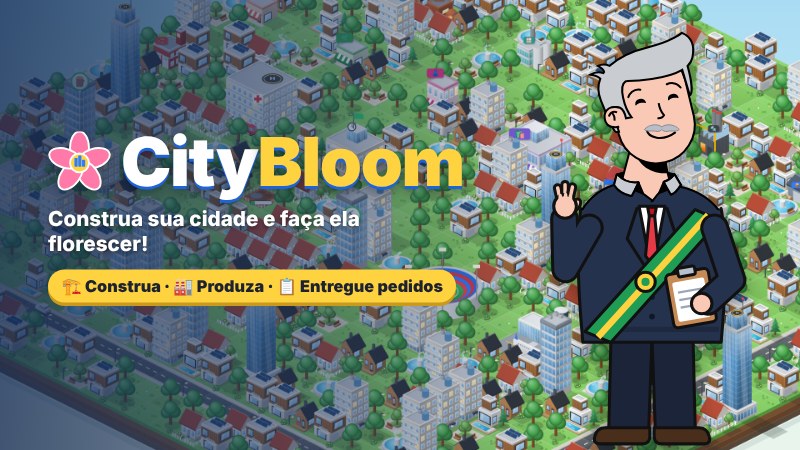 CityBloom
Construa sua cidade e faça ela
florescer!
🏗️ Construa · 🏭 Produza · 📋 Entregue pedidos